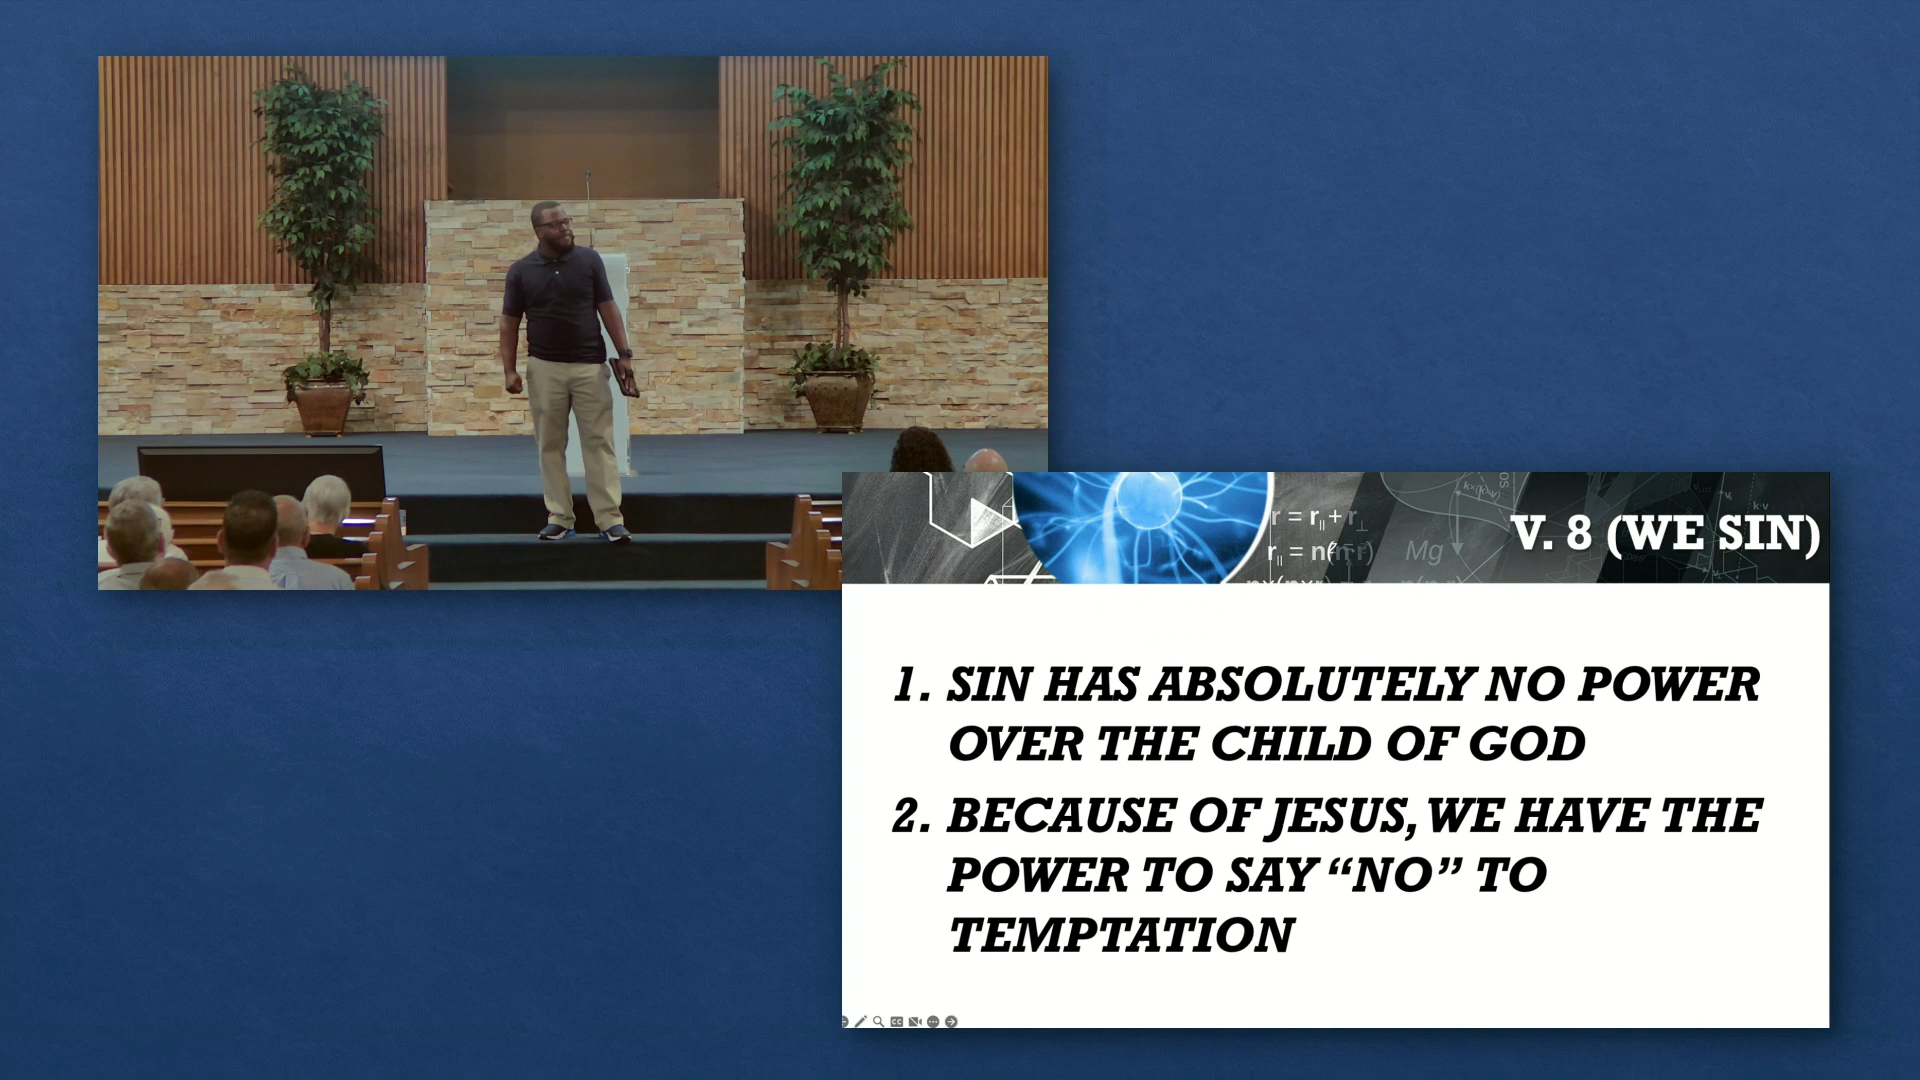 V. 8 (WE SIN)
r = r|| + r⊥
r|| = n(n·r)
Mg
1. SIN HAS ABSOLUTELY NO POWER
OVER THE CHILD OF GOD
2. BECAUSE OF JESUS, WE HAVE THE
POWER TO SAY “NO” TO
TEMPTATION